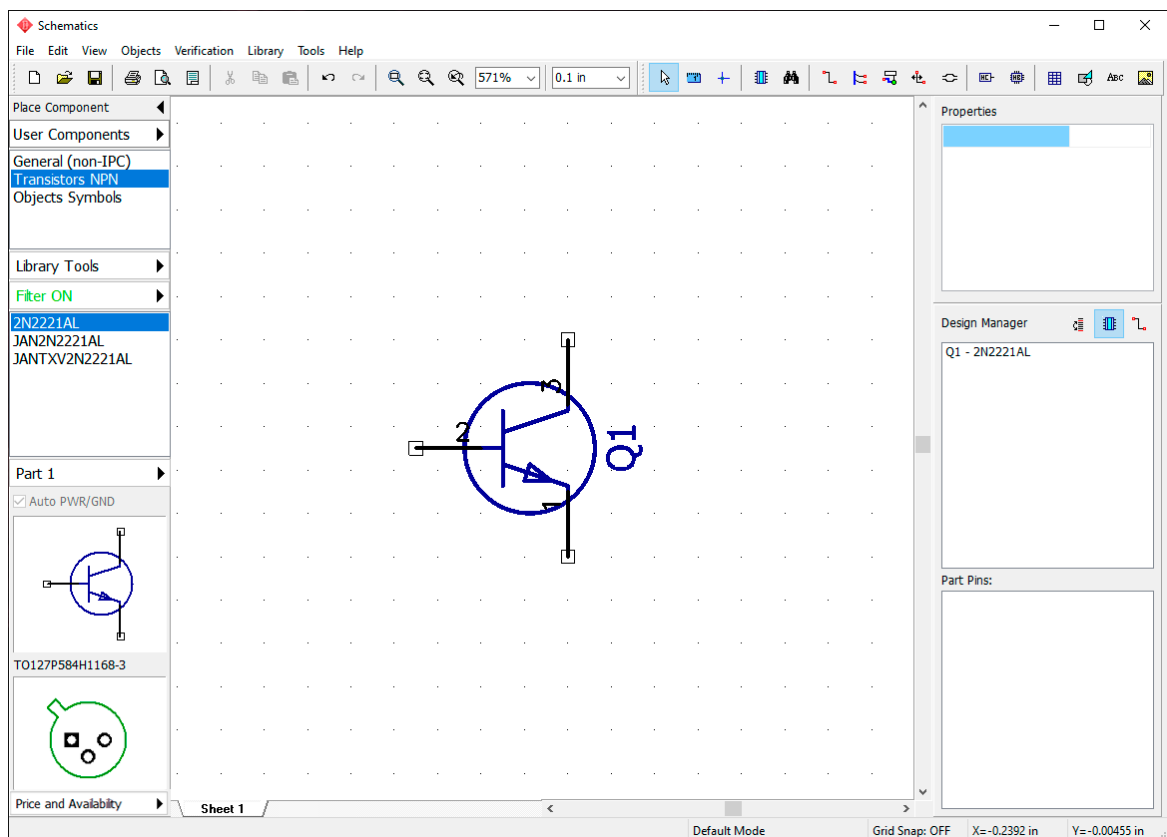 Schematics
File Edit View Objects Verification Library Tools Help
571% 0.1 in ABC
Place Component
User Components
General (non-IPC)
Transistors NPN
Objects Symbols
Library Tools
Filter ON
2N2221AL
JAN2N2221AL
JANTXV2N2221AL
Part 1
Auto PWR/GND
TO127P584H1168-3
Price and Availability
3
2
1
Q1
Sheet 1
Properties
Design Manager
Q1 - 2N2221AL
Part Pins:
Default Mode Grid Snap: OFF X=-0.2392 in Y=-0.00455 in